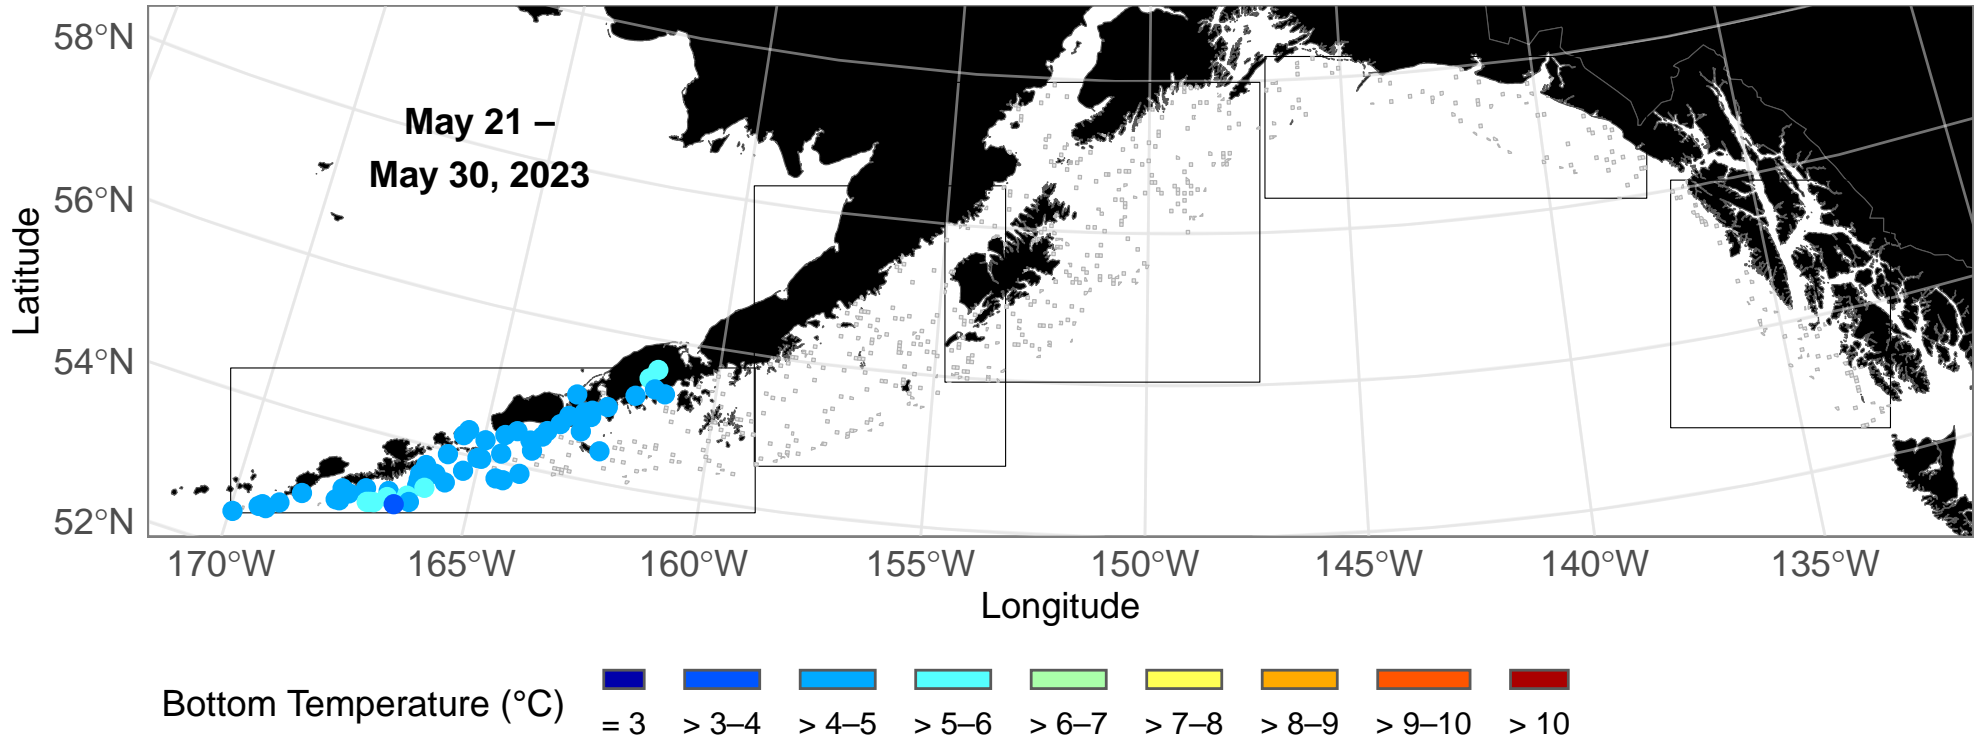 58°N
56°N
54°N
52°N
Latitude
May 21 –
May 30, 2023
170°W 165°W 160°W 155°W 150°W 145°W 140°W 135°W
Longitude
Bottom Temperature (°C)
= 3 > 3–4 > 4–5 > 5–6 > 6–7 > 7–8 > 8–9 > 9–10 > 10